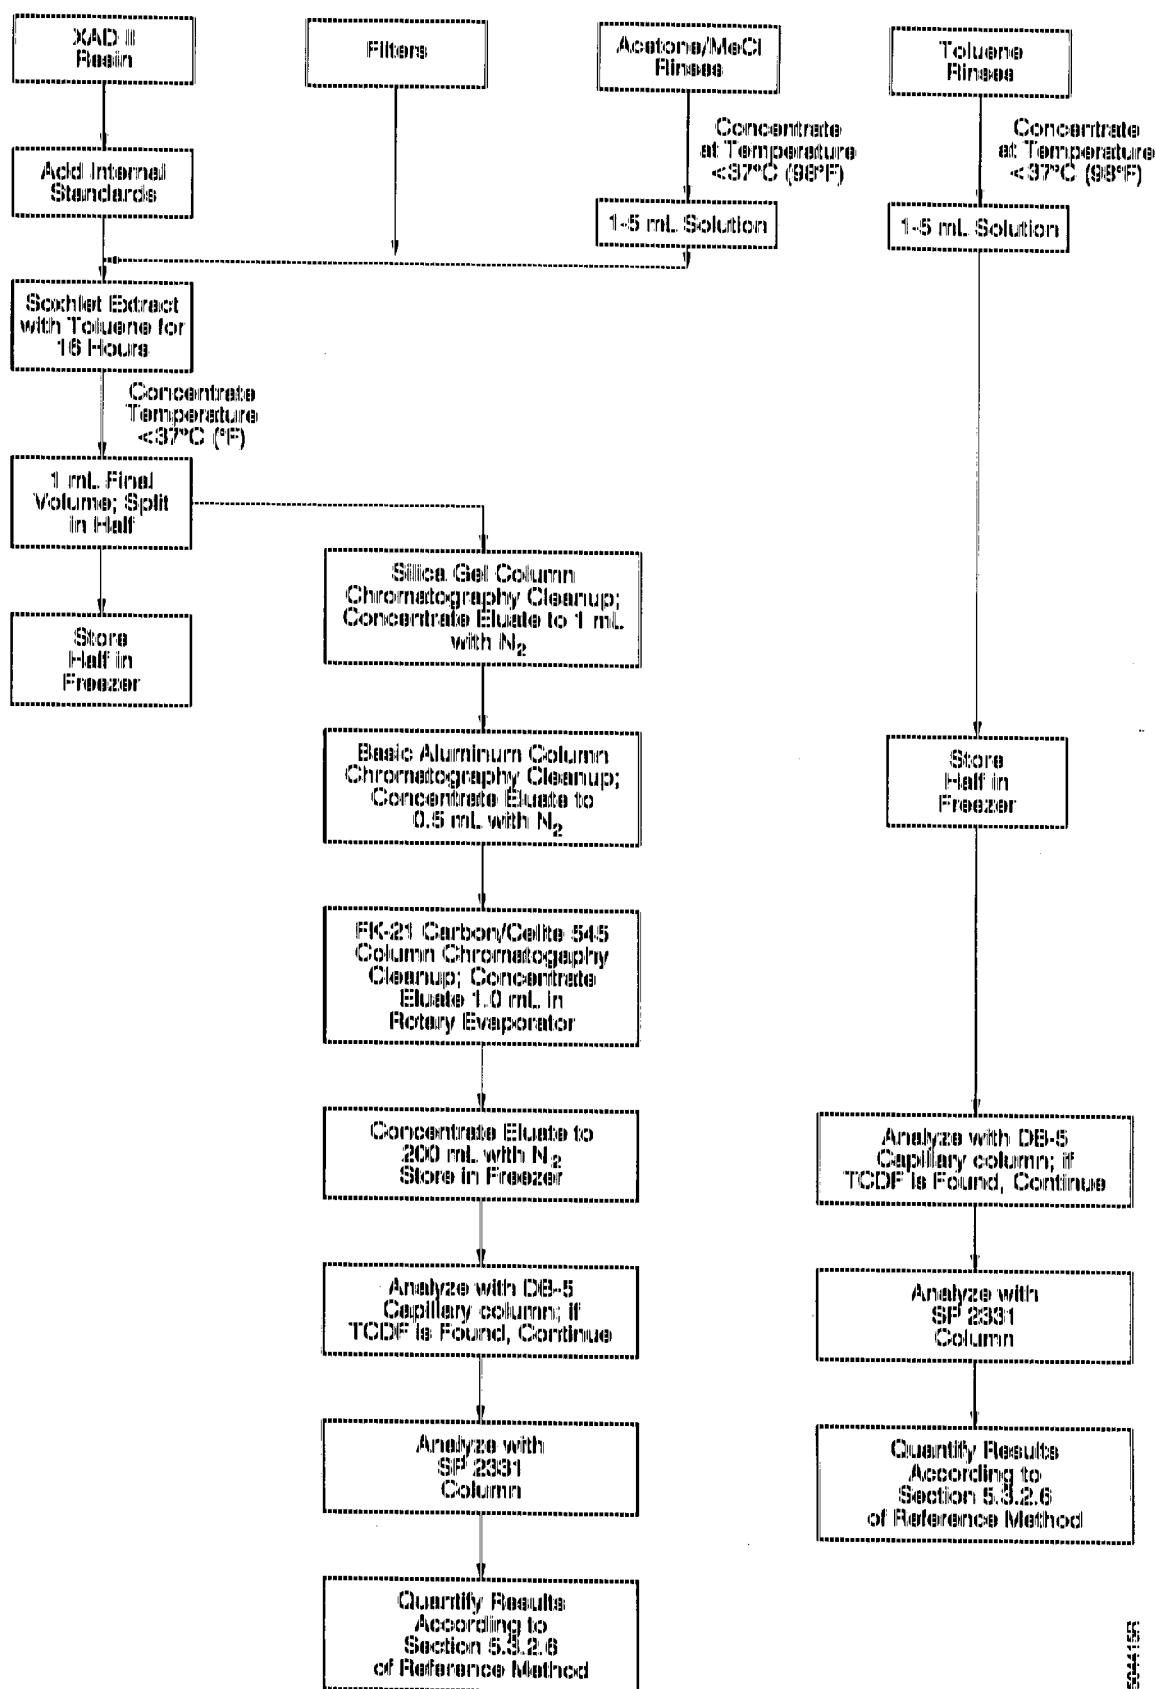 XAD II
Resin
Filters
Acetone/MeCl
Rinses
Toluene
Rinses
Concentrate
at Temperature
<37°C (98°F)
Concentrate
at Temperature
<37°C (98°F)
Add Internal
Standards
1-5 mL Solution
1-5 mL Solution
Soxhlet Extract
with Toluene for
16 Hours
Concentrate
Temperature
<37°C (°F)
1 mL Final
Volume; Split
in Half
Store
Half in
Freezer
Silica Gel Column
Chromatography Cleanup;
Concentrate Eluate to 1 mL
with N₂
Basic Aluminum Column
Chromatography Cleanup;
Concentrate Eluate to
0.5 mL with N₂
FK-21 Carbon/Celite 545
Column Chromatogaphy
Cleanup; Concentrate
Eluate 1.0 mL in
Rotary Evaporator
Concentrate Eluate to
200 mL with N₂
Store in Freezer
Analyze with DB-5
Capillary column; if
TCDF is Found, Continue
Analyze with
SP 2331
Column
Quantify Results
According to
Section 5.3.2.6
of Reference Method
Store
Half in
Freezer
Analyze with DB-5
Capillary column; if
TCDF is Found, Continue
Analyze with
SP 2331
Column
Quantify Results
According to
Section 5.3.2.6
of Reference Method